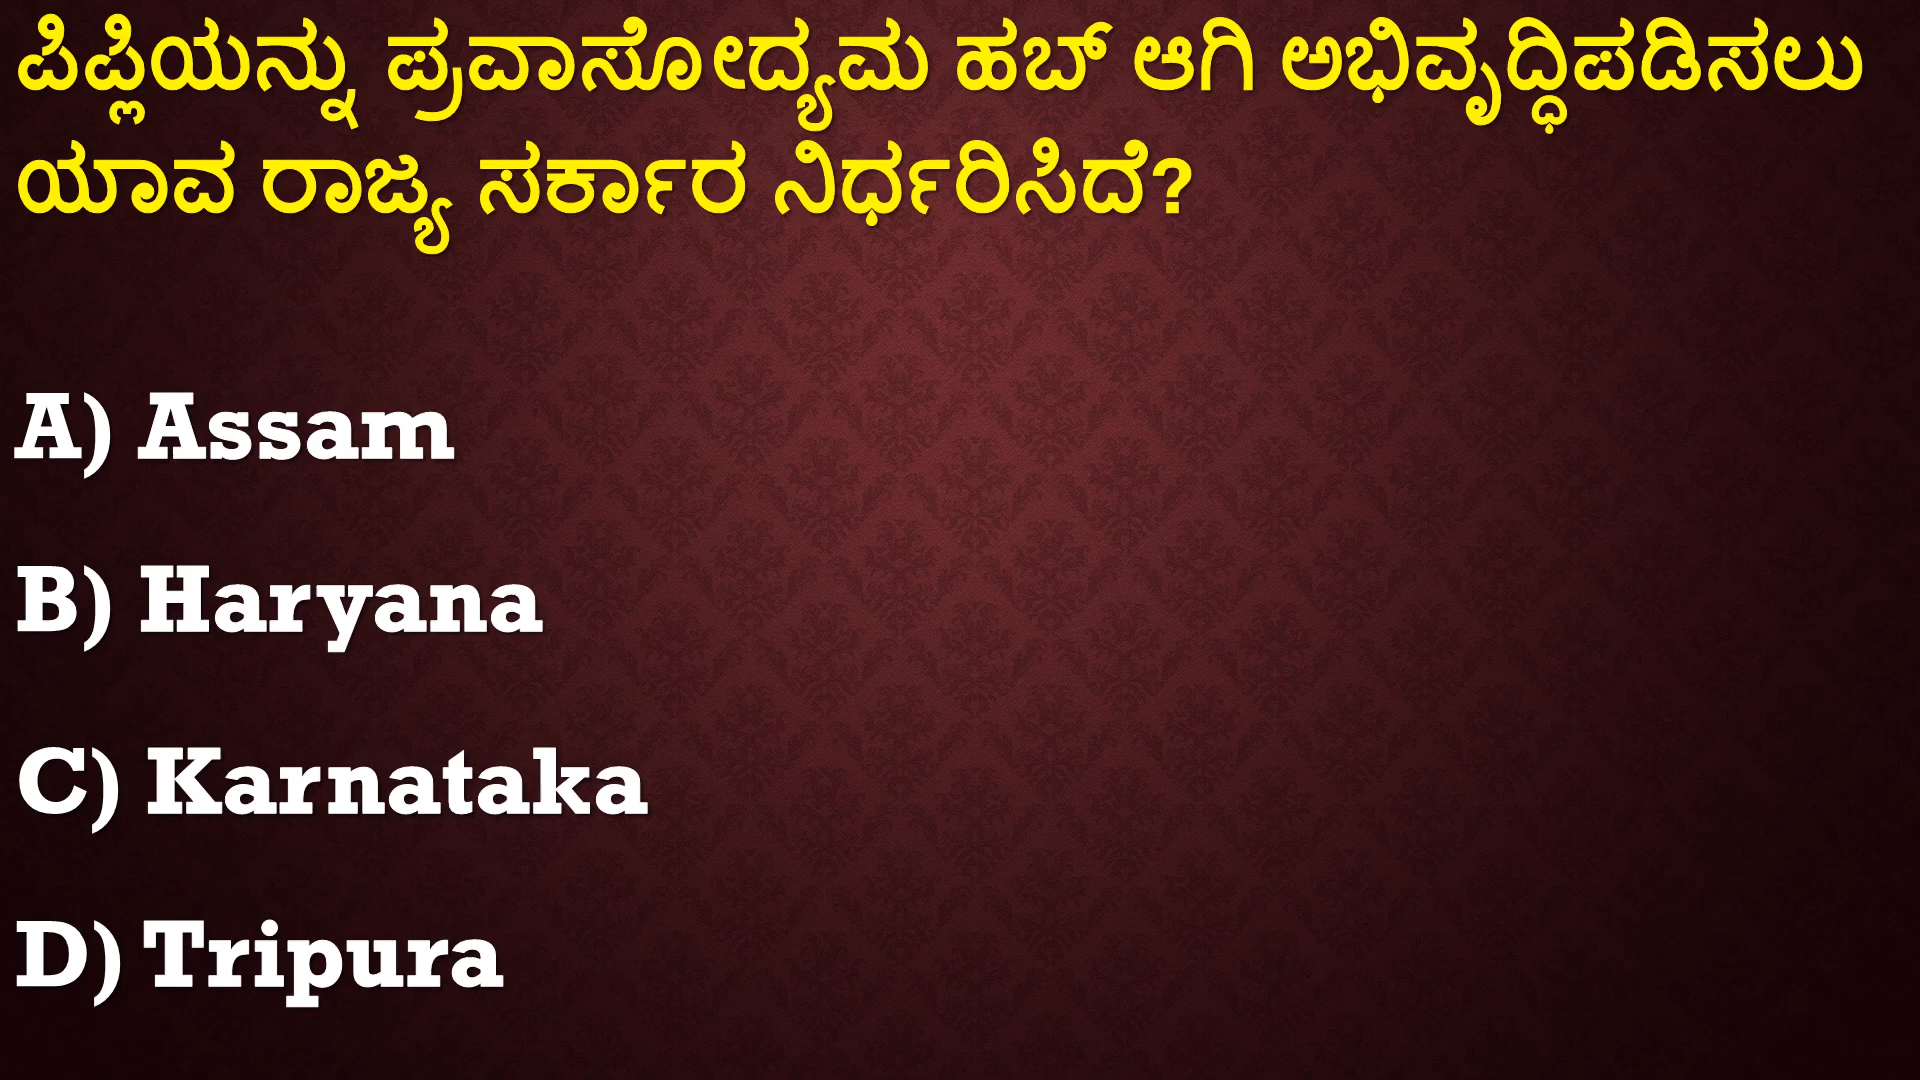 ಪಿಪ್ಲಿಯನ್ನು ಪ್ರವಾಸೋದ್ಯಮ ಹಬ್ ಆಗಿ ಅಭಿವೃದ್ಧಿಪಡಿಸಲು
ಯಾವ ರಾಜ್ಯ ಸರ್ಕಾರ ನಿರ್ಧರಿಸಿದೆ?
A) Assam
B) Haryana
C) Karnataka
D) Tripura